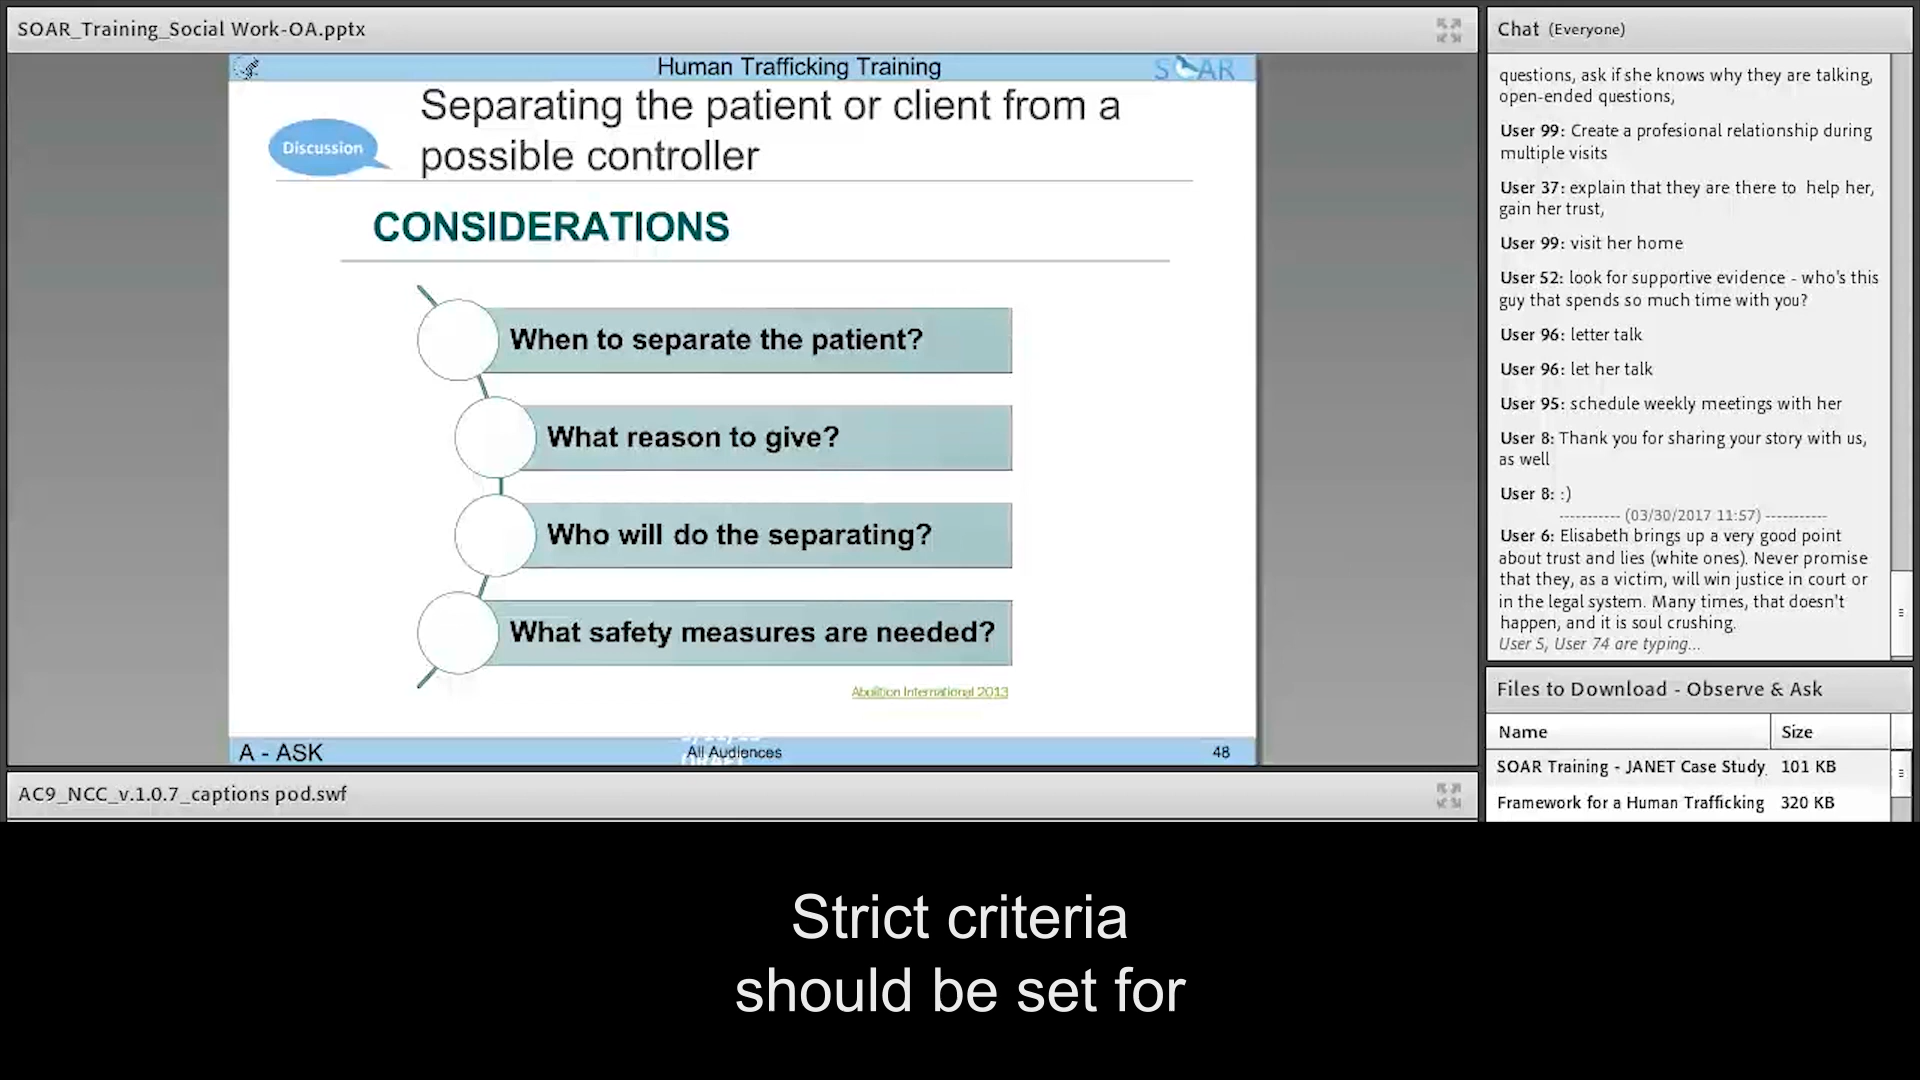 SOAR_Training_Social Work-OA.pptx
Human Trafficking Training
SOAR
Separating the patient or client from a
possible controller
Discussion
CONSIDERATIONS
When to separate the patient?
What reason to give?
Who will do the separating?
What safety measures are needed?
Abolition International 2013
A - ASK
All Audiences
48
AC9_NCC_v.1.0.7_captions pod.swf
Strict criteria
should be set for
Chat (Everyone)
questions, ask if she knows why they are talking,
open-ended questions,
User 99: Create a profesional relationship during
multiple visits
User 37: explain that they are there to  help her,
gain her trust,
User 99: visit her home
User 52: look for supportive evidence - who's this
guy that spends so much time with you?
User 96: letter talk
User 96: let her talk
User 95: schedule weekly meetings with her
User 8: Thank you for sharing your story with us,
as well
User 8: :)
----------- (03/30/2017 11:57) -----------
User 6: Elisabeth brings up a very good point
about trust and lies (white ones). Never promise
that they, as a victim, will win justice in court or
in the legal system. Many times, that doesn't
happen, and it is soul crushing.
User 5, User 74 are typing...
Files to Download - Observe & Ask
Name Size
SOAR Training - JANET Case Study 101 KB
Framework for a Human Trafficking 320 KB